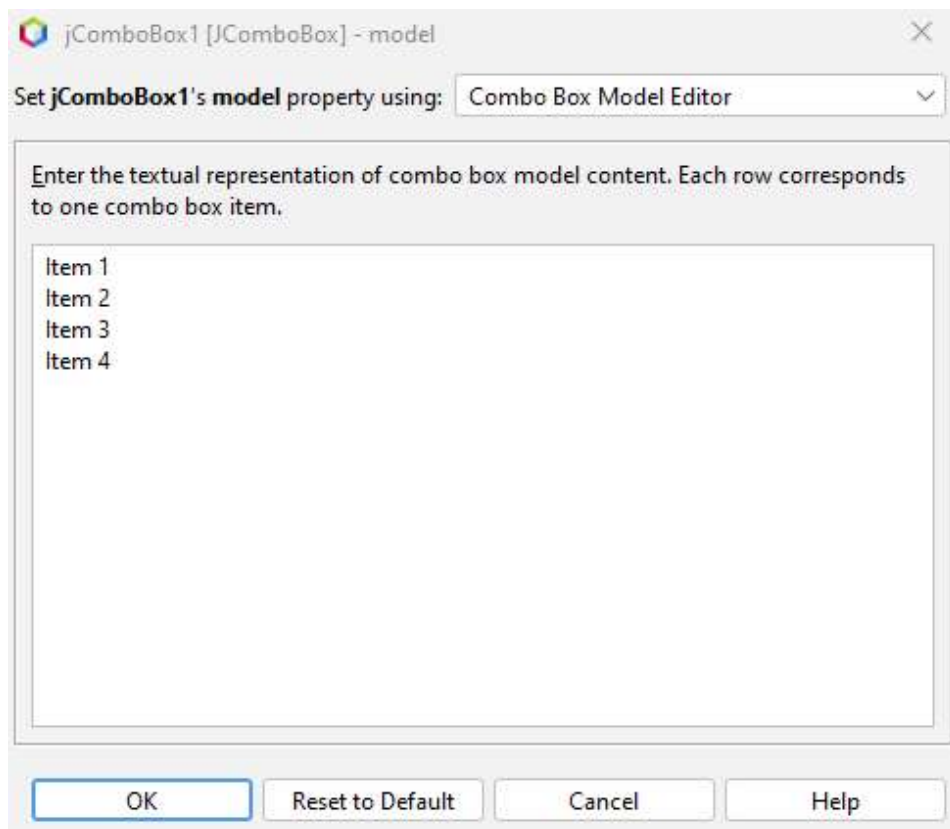 jComboBox1 [JComboBox] - model
Set jComboBox1's model property using: Combo Box Model Editor
Enter the textual representation of combo box model content. Each row corresponds
to one combo box item.
Item 1
Item 2
Item 3
Item 4
OK Reset to Default Cancel Help